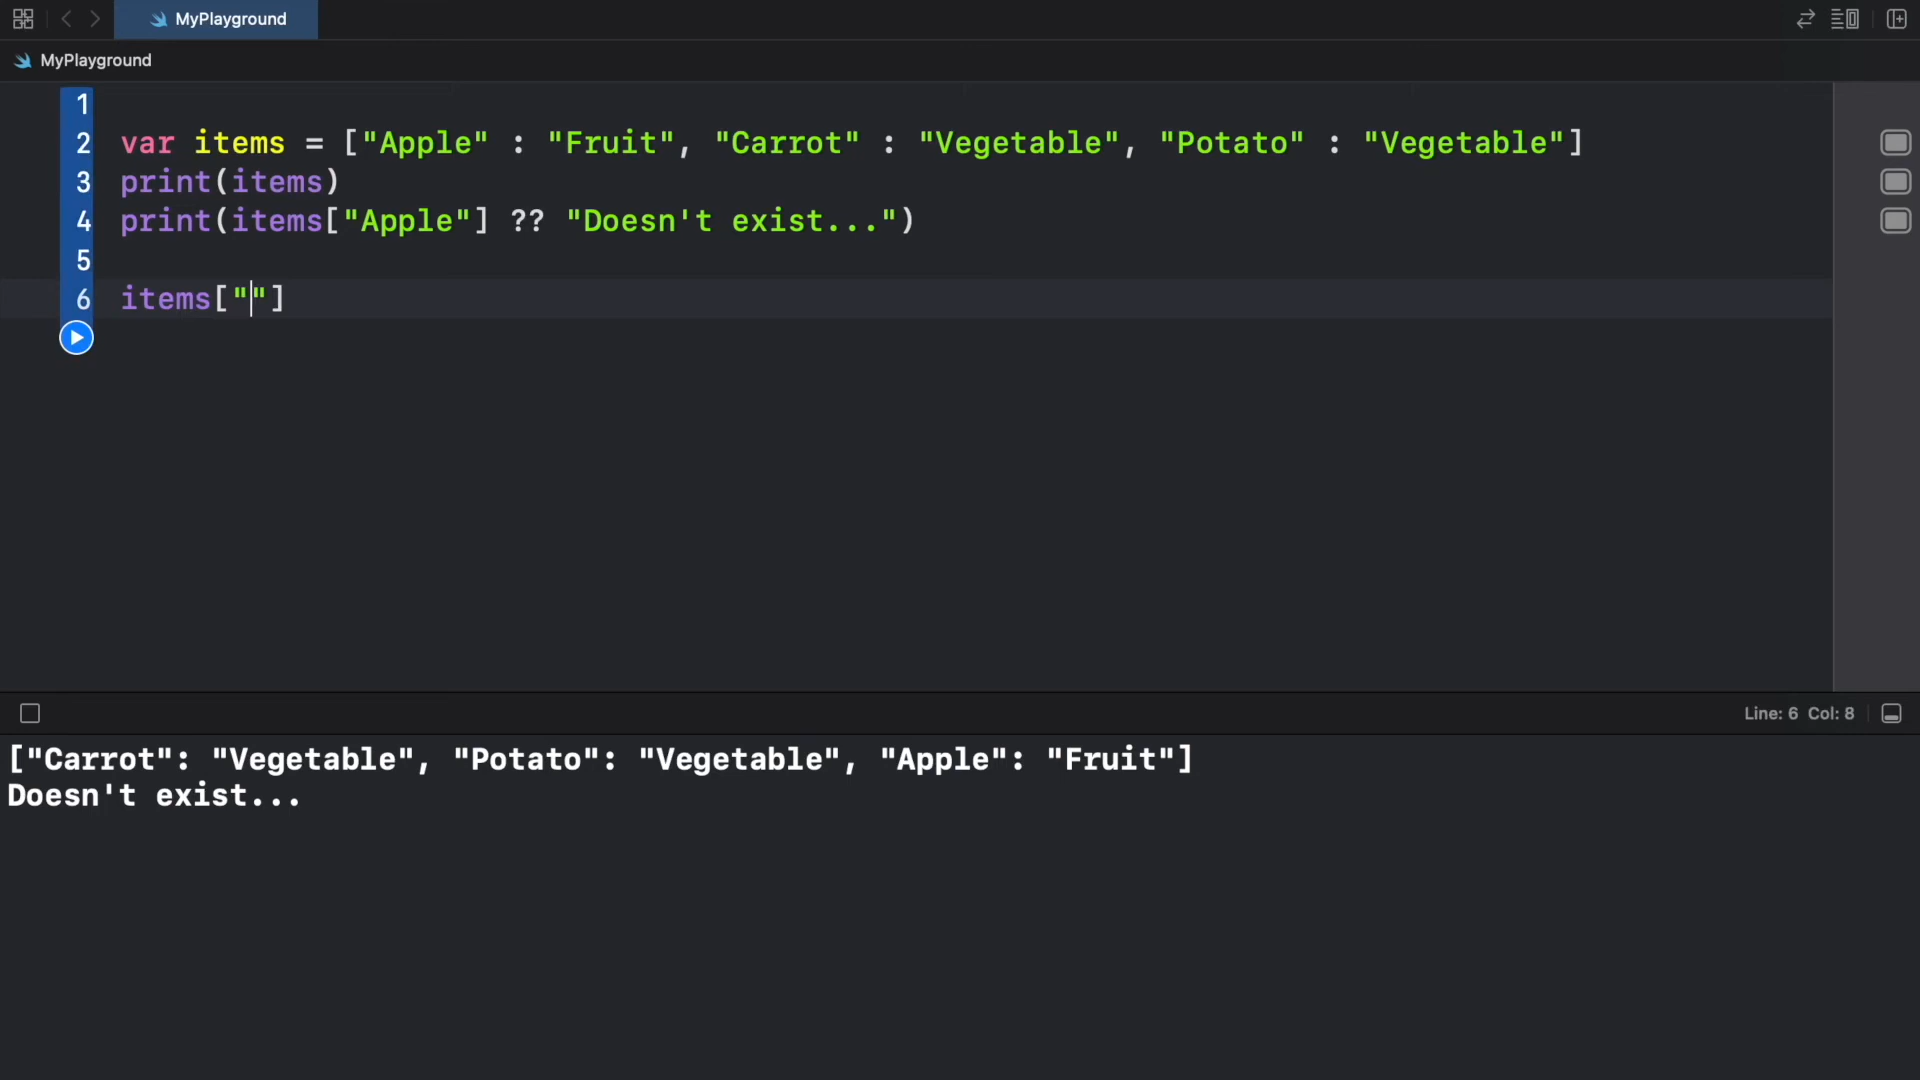 MyPlayground
MyPlayground
1
2 var items = ["Apple" : "Fruit", "Carrot" : "Vegetable", "Potato" : "Vegetable"]
3 print(items)
4 print(items["Apple"] ?? "Doesn't exist...")
5
6 items[""]
Line: 6 Col: 8
["Carrot": "Vegetable", "Potato": "Vegetable", "Apple": "Fruit"]
Doesn't exist...